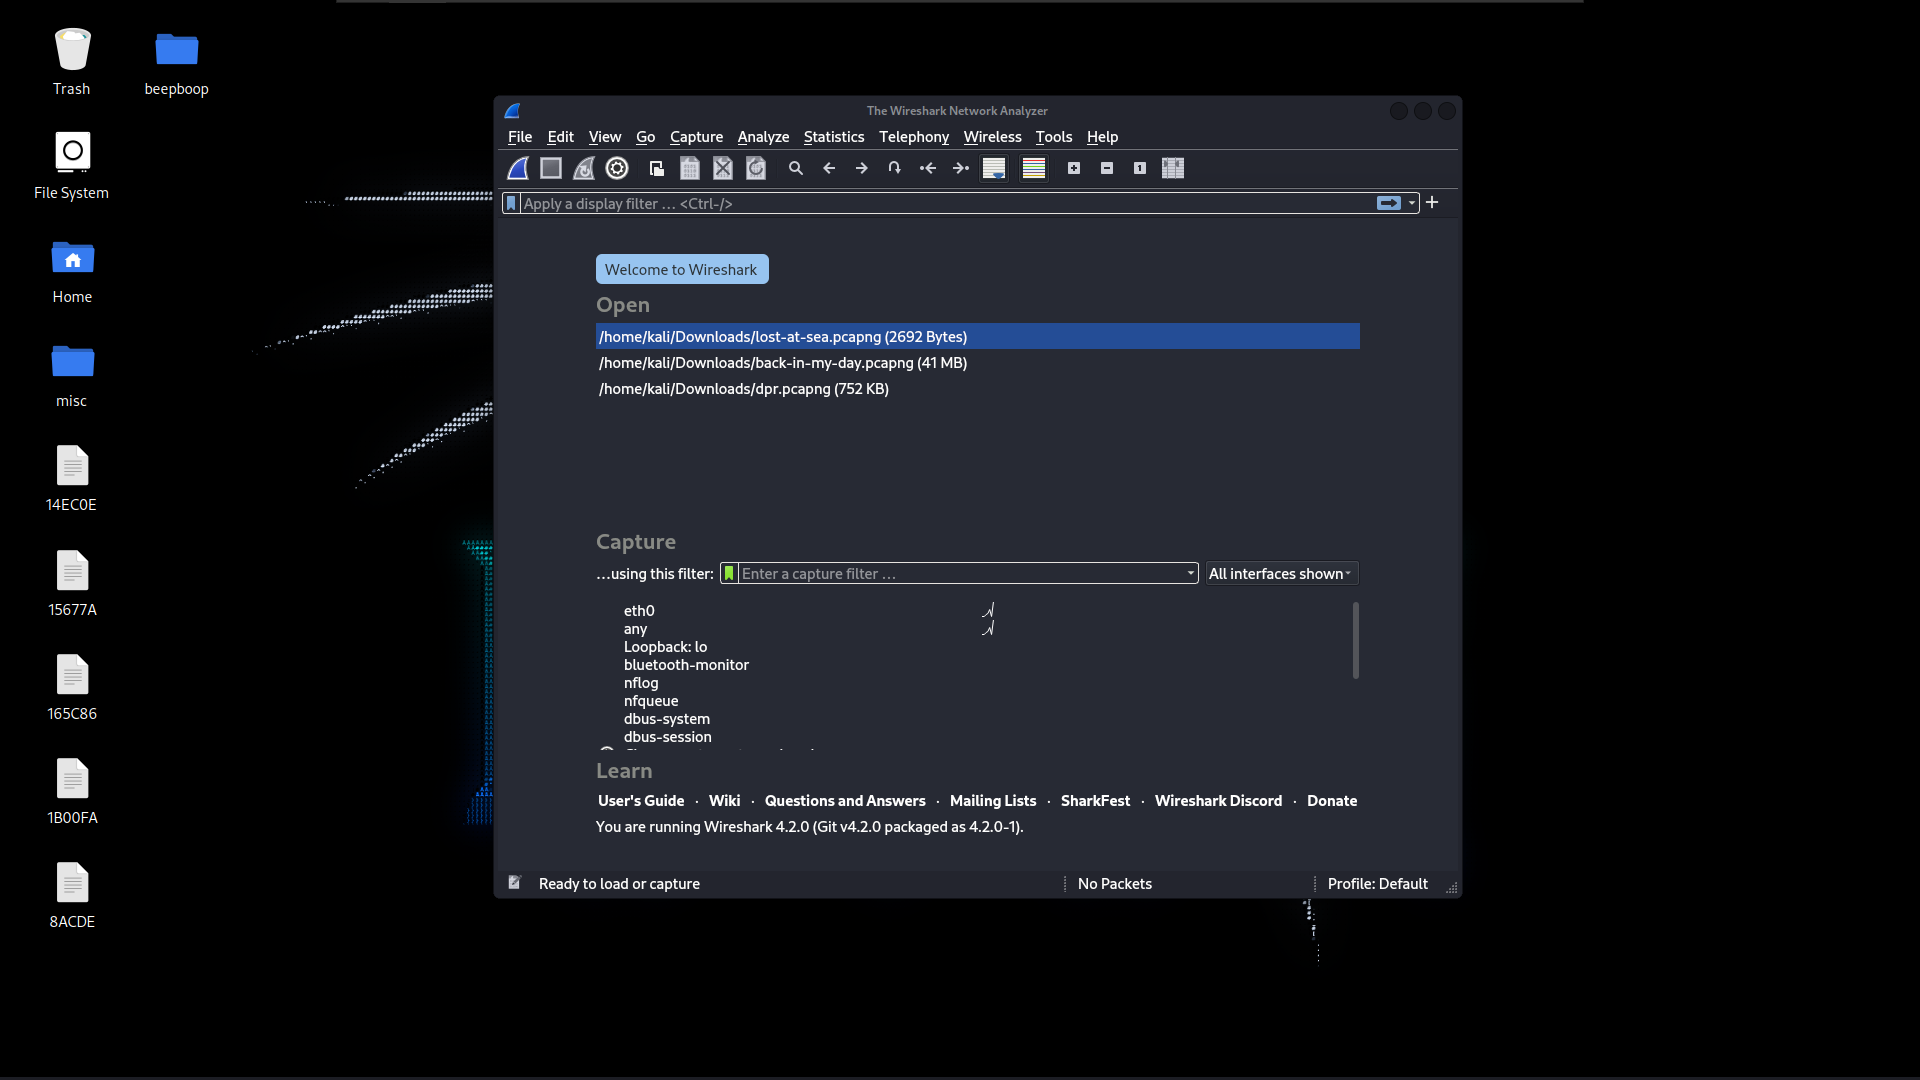 Trash
beepboop
File System
Home
misc
14EC0E
15677A
165C86
1B00FA
8ACDE
The Wireshark Network Analyzer
File Edit View Go Capture Analyze Statistics Telephony Wireless Tools Help
Apply a display filter … <Ctrl-/>
Welcome to Wireshark
Open
/home/kali/Downloads/lost-at-sea.pcapng (2692 Bytes)
/home/kali/Downloads/back-in-my-day.pcapng (41 MB)
/home/kali/Downloads/dpr.pcapng (752 KB)
Capture
…using this filter: Enter a capture filter … All interfaces shown
eth0
any
Loopback: lo
bluetooth-monitor
nflog
nfqueue
dbus-system
dbus-session
Learn
User's Guide · Wiki · Questions and Answers · Mailing Lists · SharkFest · Wireshark Discord · Donate
You are running Wireshark 4.2.0 (Git v4.2.0 packaged as 4.2.0-1).
Ready to load or capture No Packets Profile: Default